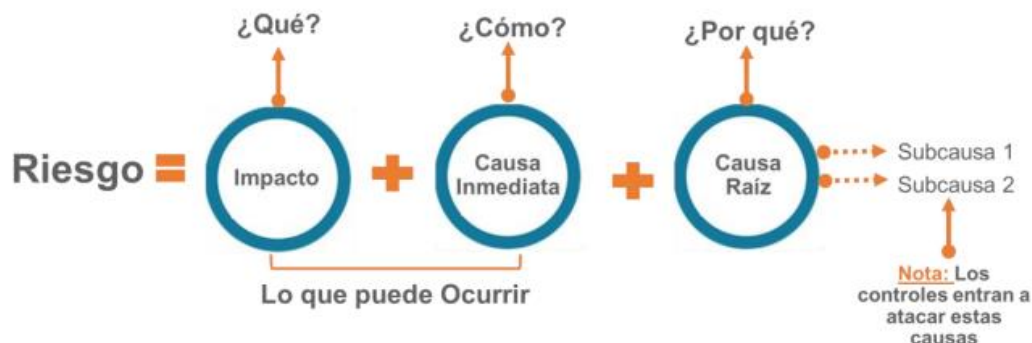 ¿Qué?
¿Cómo?
¿Por qué?
Riesgo =
Impacto
+
Causa
Inmediata
+
Causa
Raíz
Subcausa 1
Subcausa 2
Lo que puede Ocurrir
Nota: Los
controles entran a
atacar estas
causas